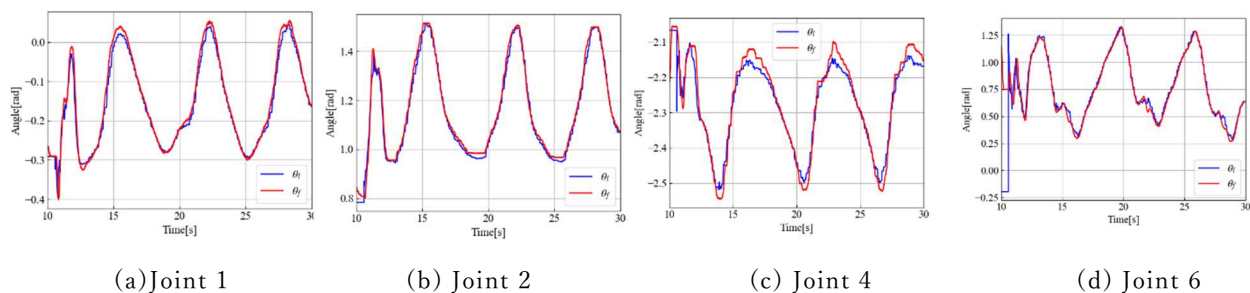 0.0
−0.1
−0.2
−0.3
−0.4
Angle[rad]
θl
θf
10 15 20 25 30
Time[s]
1.4
1.2
1.0
0.8
Angle[rad]
θl
θf
10 15 20 25 30
Time[s]
−2.1
−2.2
−2.3
−2.4
−2.5
Angle[rad]
θl
θf
10 15 20 25 30
Time[s]
1.25
1.00
0.75
0.50
0.25
0.00
−0.25
Angle[rad]
θl
θf
10 15 20 25 30
Time[s]
(a)Joint 1
(b) Joint 2
(c) Joint 4
(d) Joint 6